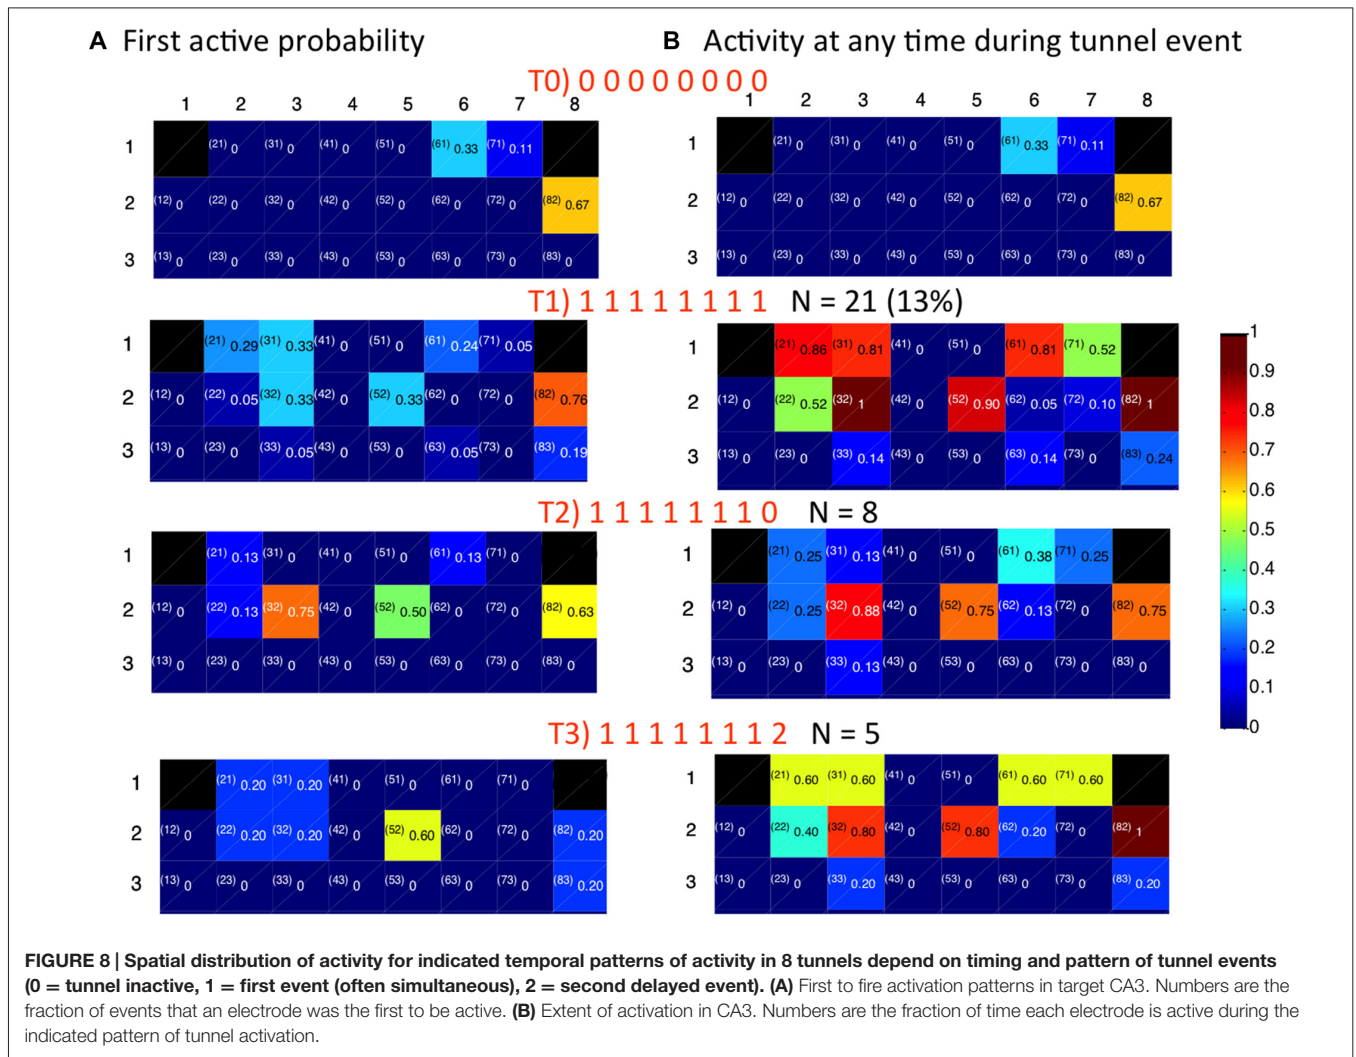 A First active probability
B Activity at any time during tunnel event
T0) 0 0 0 0 0 0 0 0
1 2 3 4 5 6 7 8
1 2 3 4 5 6 7 8
1 (21) 0 (31) 0 (41) 0 (51) 0 (61) 0.33 (71) 0.11
1 (21) 0 (31) 0 (41) 0 (51) 0 (61) 0.33 (71) 0.11
2 (12) 0 (22) 0 (32) 0 (42) 0 (52) 0 (62) 0 (72) 0 (82) 0.67
2 (12) 0 (22) 0 (32) 0 (42) 0 (52) 0 (62) 0 (72) 0 (82) 0.67
3 (13) 0 (23) 0 (33) 0 (43) 0 (53) 0 (63) 0 (73) 0 (83) 0
3 (13) 0 (23) 0 (33) 0 (43) 0 (53) 0 (63) 0 (73) 0 (83) 0
T1) 1 1 1 1 1 1 1 1 N = 21 (13%)
1 (21) 0.29 (31) 0.33 (41) 0 (51) 0 (61) 0.24 (71) 0.05
1 (21) 0.86 (31) 0.81 (41) 0 (51) 0 (61) 0.81 (71) 0.52
2 (12) 0 (22) 0.05 (32) 0.33 (42) 0 (52) 0.33 (62) 0 (72) 0 (82) 0.76
2 (12) 0 (22) 0.52 (32) 1 (42) 0 (52) 0.90 (62) 0.05 (72) 0.10 (82) 1
3 (13) 0 (23) 0 (33) 0.05 (43) 0 (53) 0 (63) 0.05 (73) 0 (83) 0.19
3 (13) 0 (23) 0 (33) 0.14 (43) 0 (53) 0 (63) 0.14 (73) 0 (83) 0.24
1
0.9
0.8
0.7
0.6
0.5
0.4
0.3
0.2
0.1
0
T2) 1 1 1 1 1 1 1 0 N = 8
1 (21) 0.13 (31) 0 (41) 0 (51) 0 (61) 0.13 (71) 0
1 (21) 0.25 (31) 0.13 (41) 0 (51) 0 (61) 0.38 (71) 0.25
2 (12) 0 (22) 0.13 (32) 0.75 (42) 0 (52) 0.50 (62) 0 (72) 0 (82) 0.63
2 (12) 0 (22) 0.25 (32) 0.88 (42) 0 (52) 0.75 (62) 0.13 (72) 0 (82) 0.75
3 (13) 0 (23) 0 (33) 0 (43) 0 (53) 0 (63) 0 (73) 0 (83) 0
3 (13) 0 (23) 0 (33) 0.13 (43) 0 (53) 0 (63) 0 (73) 0 (83) 0
T3) 1 1 1 1 1 1 1 2 N = 5
1 (21) 0.20 (31) 0.20 (41) 0 (51) 0 (61) 0 (71) 0
1 (21) 0.60 (31) 0.60 (41) 0 (51) 0 (61) 0.60 (71) 0.60
2 (12) 0 (22) 0.20 (32) 0.20 (42) 0 (52) 0.60 (62) 0 (72) 0 (82) 0.20
2 (12) 0 (22) 0.40 (32) 0.80 (42) 0 (52) 0.80 (62) 0.20 (72) 0 (82) 1
3 (13) 0 (23) 0 (33) 0 (43) 0 (53) 0 (63) 0 (73) 0 (83) 0.20
3 (13) 0 (23) 0 (33) 0.20 (43) 0 (53) 0 (63) 0 (73) 0 (83) 0.20
FIGURE 8 | Spatial distribution of activity for indicated temporal patterns of activity in 8 tunnels depend on timing and pattern of tunnel events
(0 = tunnel inactive, 1 = first event (often simultaneous), 2 = second delayed event). (A) First to fire activation patterns in target CA3. Numbers are the
fraction of events that an electrode was the first to be active. (B) Extent of activation in CA3. Numbers are the fraction of time each electrode is active during the
indicated pattern of tunnel activation.